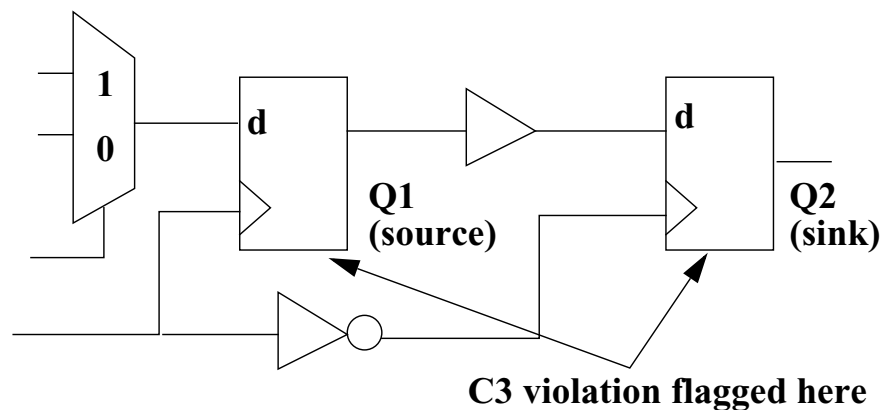 1
0
d
d
Q1
(source)
Q2
(sink)
C3 violation flagged here